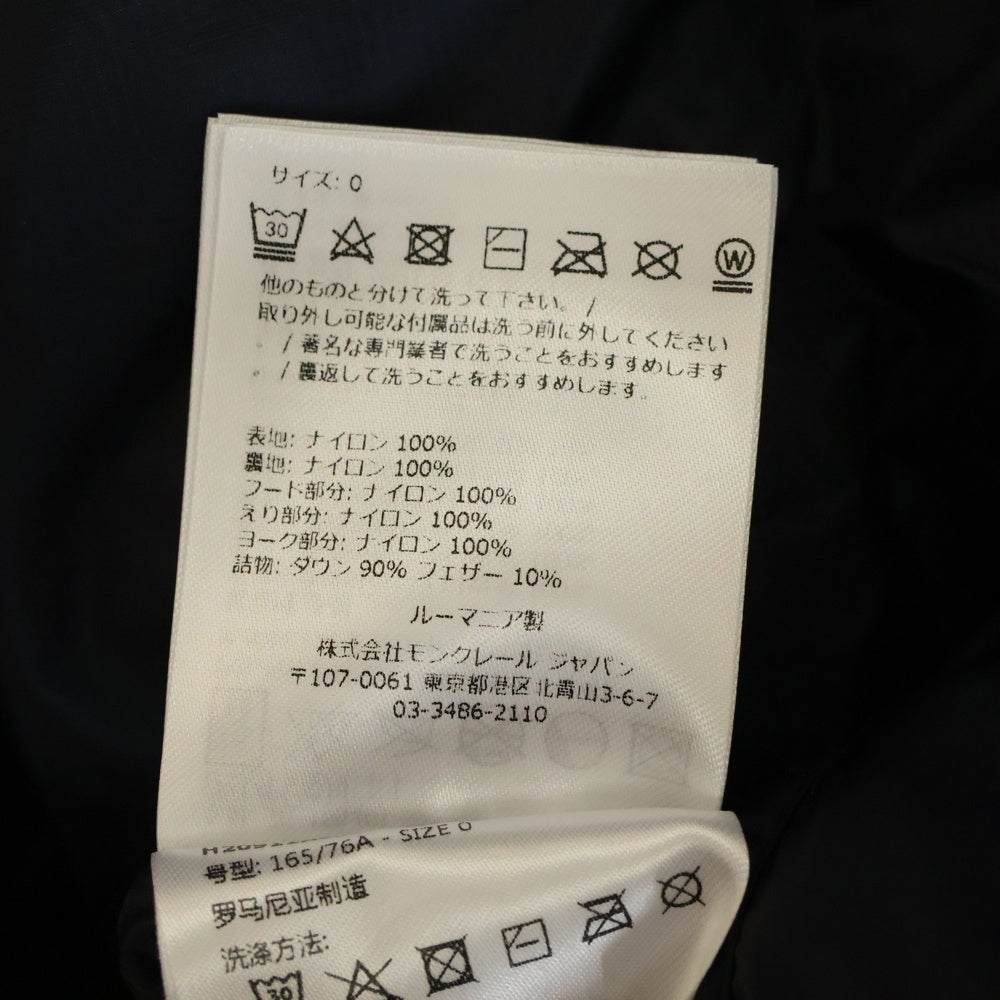 サイズ: 0
30
W
他のものと分けて洗って下さい。 /
取り外し可能な付属品は洗う前に外してください
。 / 著名な専門業者で洗うことをおすすめします
。 / 裏返して洗うことをおすすめします。
表地: ナイロン 100%
裏地: ナイロン 100%
フード部分: ナイロン 100%
えり部分: ナイロン 100%
ヨーク部分: ナイロン 100%
詰物: ダウン 90% フェザー 10%
ルーマニア製
株式会社モンクレール ジャパン
〒107-0061 東京都港区北青山3-6-7
03-3486-2110
- SIZE 0
号型: 165/76A
罗马尼亚制造
洗涤方法:
30